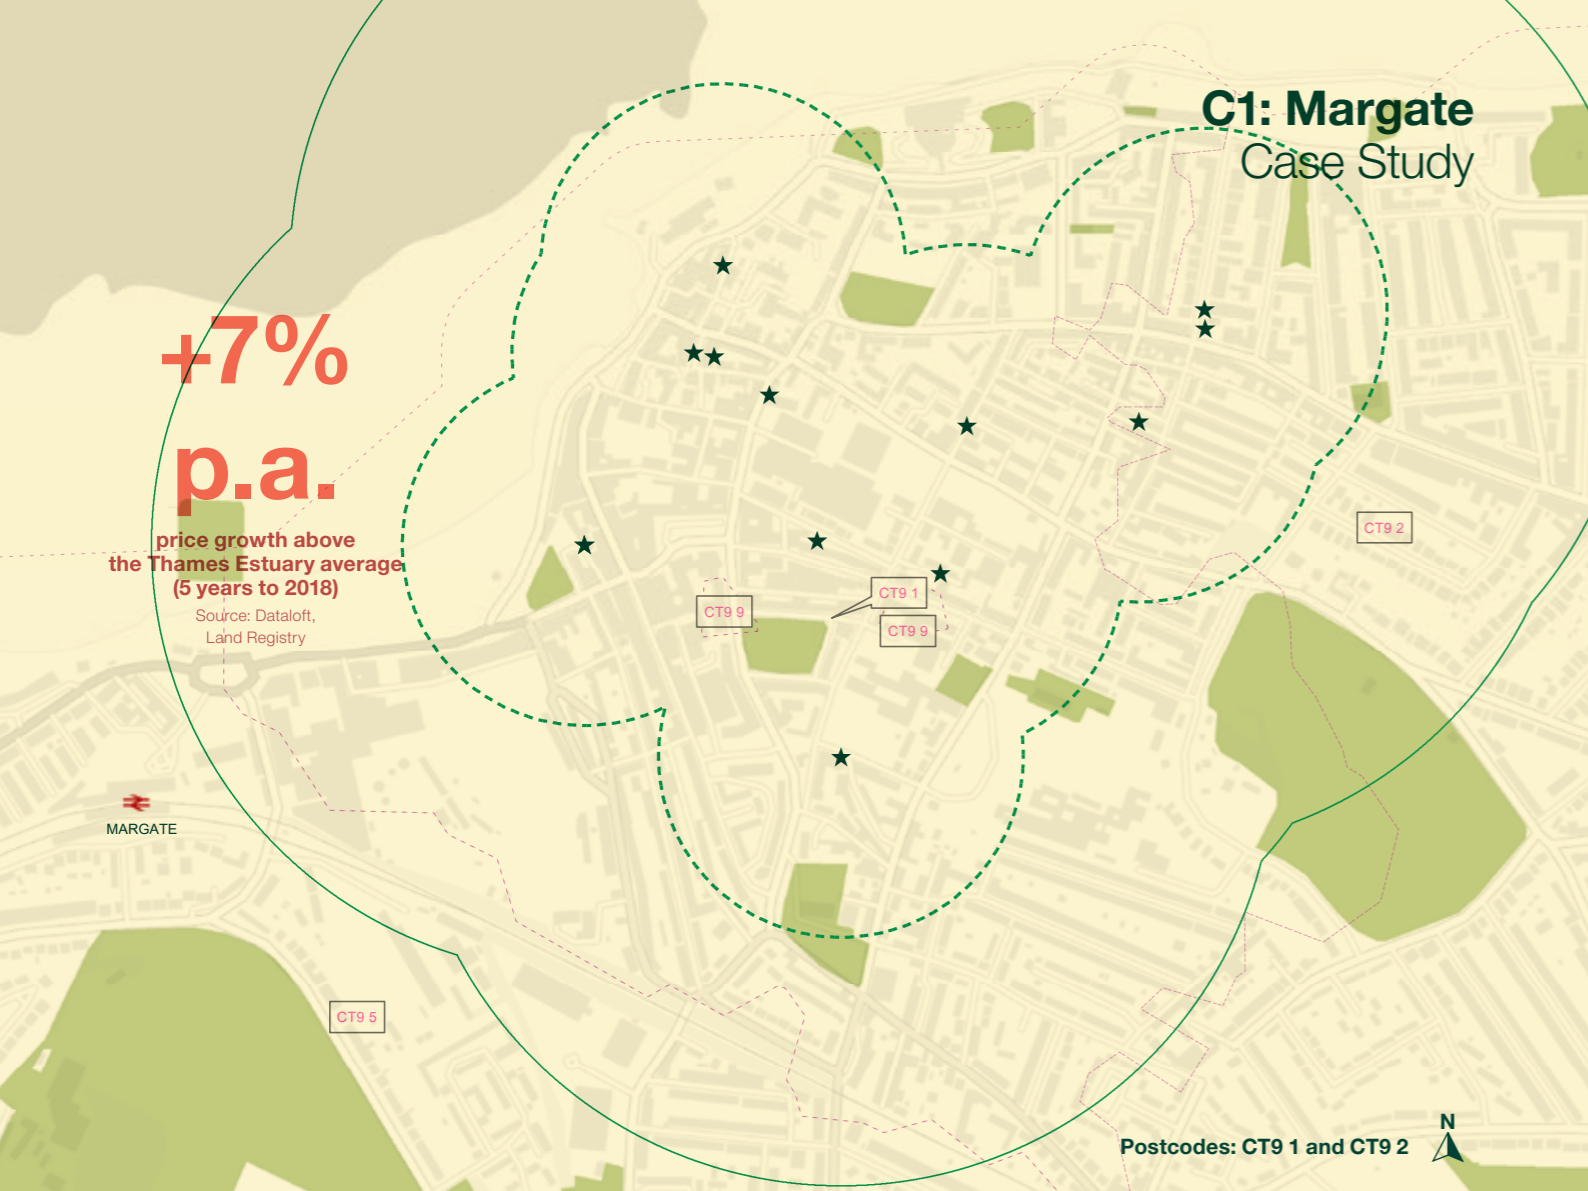 C1: Margate
Case Study
+7%
p.a.
price growth above
the Thames Estuary average
(5 years to 2018)
Source: Dataloft,
Land Registry
CT9 2
CT9 1
CT9 9
CT9 9
MARGATE
CT9 5
N
Postcodes: CT9 1 and CT9 2